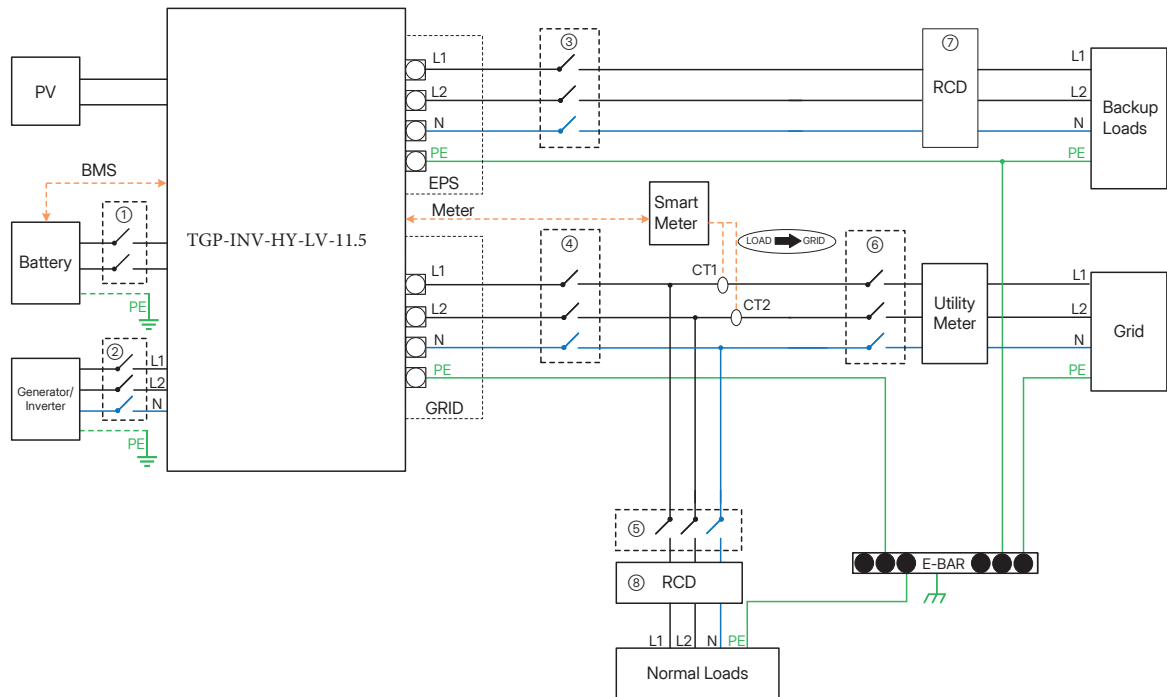 PV
BMS
Battery
①
PE
Generator/
Inverter
②
L1
L2
N
PE
TGP-INV-HY-LV-11.5
L1
L2
N
PE
EPS
③
⑦
RCD
L1
L2
N
PE
Backup
Loads
Meter
Smart
Meter
LOAD GRID
L1
L2
N
PE
GRID
④
CT1
CT2
⑥
Utility
Meter
L1
L2
N
PE
Grid
⑤
⑧ RCD
L1 L2 N PE
Normal Loads
E-BAR